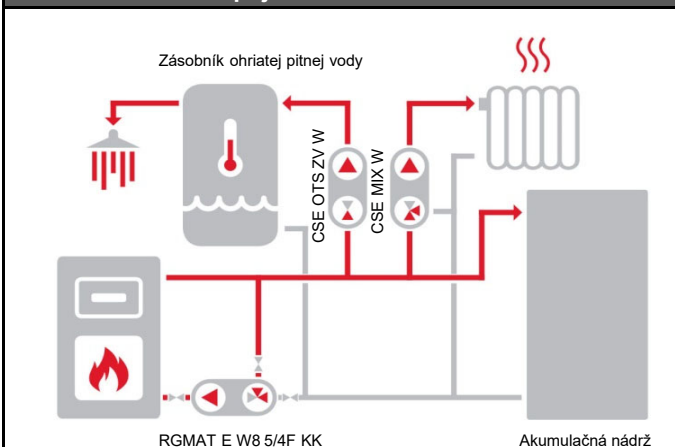 Zásobník ohriatej pitnej vody
CSE OTS ZV W
CSE MIX W
RGMAT E W8 5/4F KK
Akumulačná nádrž